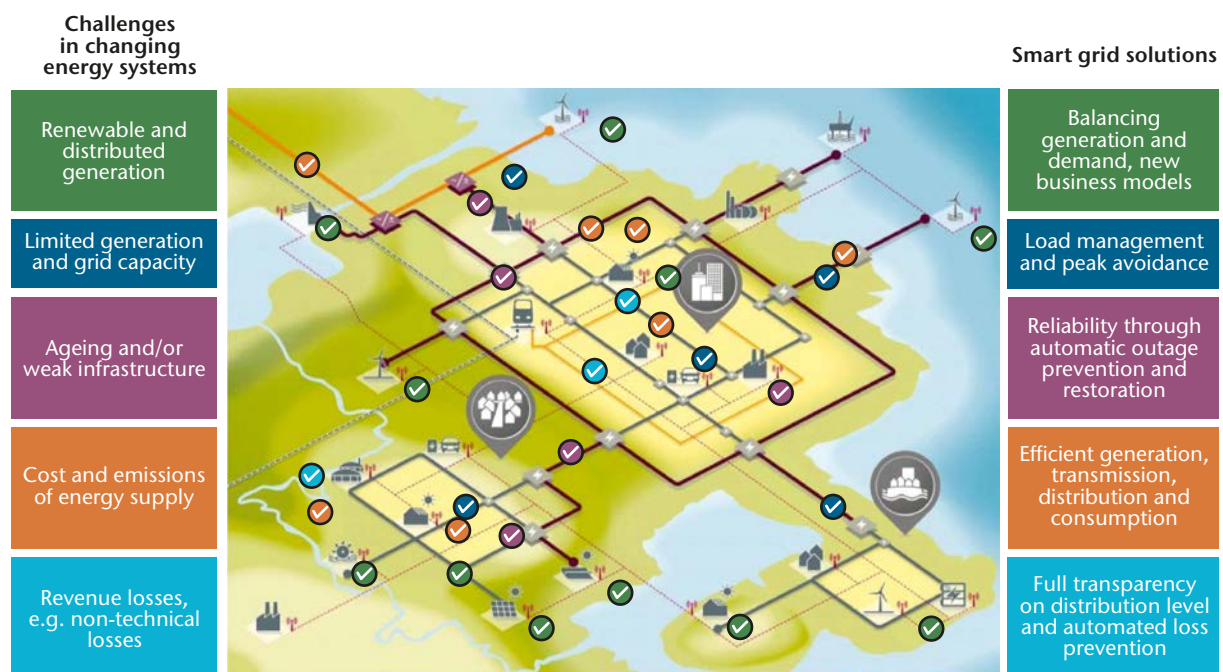 Challenges
in changing
energy systems
Renewable and
distributed
generation
Limited generation
and grid capacity
Ageing and/or
weak infrastructure
Cost and emissions
of energy supply
Revenue losses,
e.g. non-technical
losses
Smart grid solutions
Balancing
generation and
demand, new
business models
Load management
and peak avoidance
Reliability through
automatic outage
prevention and
restoration
Efficient generation,
transmission,
distribution and
consumption
Full transparency
on distribution level
and automated loss
prevention